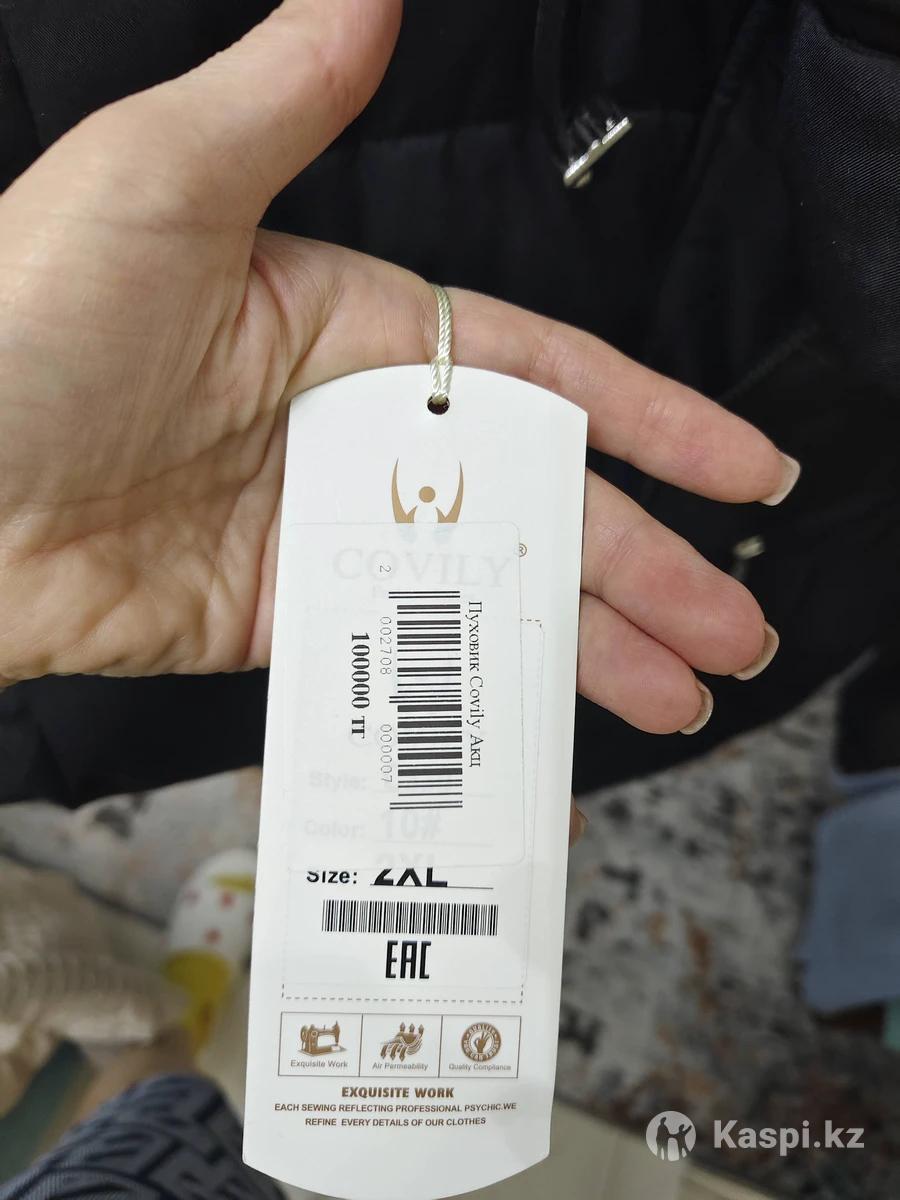 COVILY
®
Пуховик Covily Акц
2 002708 000007
100000 тг
Style:
Color: 10#
2XL
Size: 2XL
EAC
Exquisite Work
Air Permeability
Quality Compliance
EXQUISITE WORK
EACH SEWING REFLECTING PROFESSIONAL PSYCHIC.WE
REFINE EVERY DETAILS OF OUR CLOTHES
Kaspi.kz